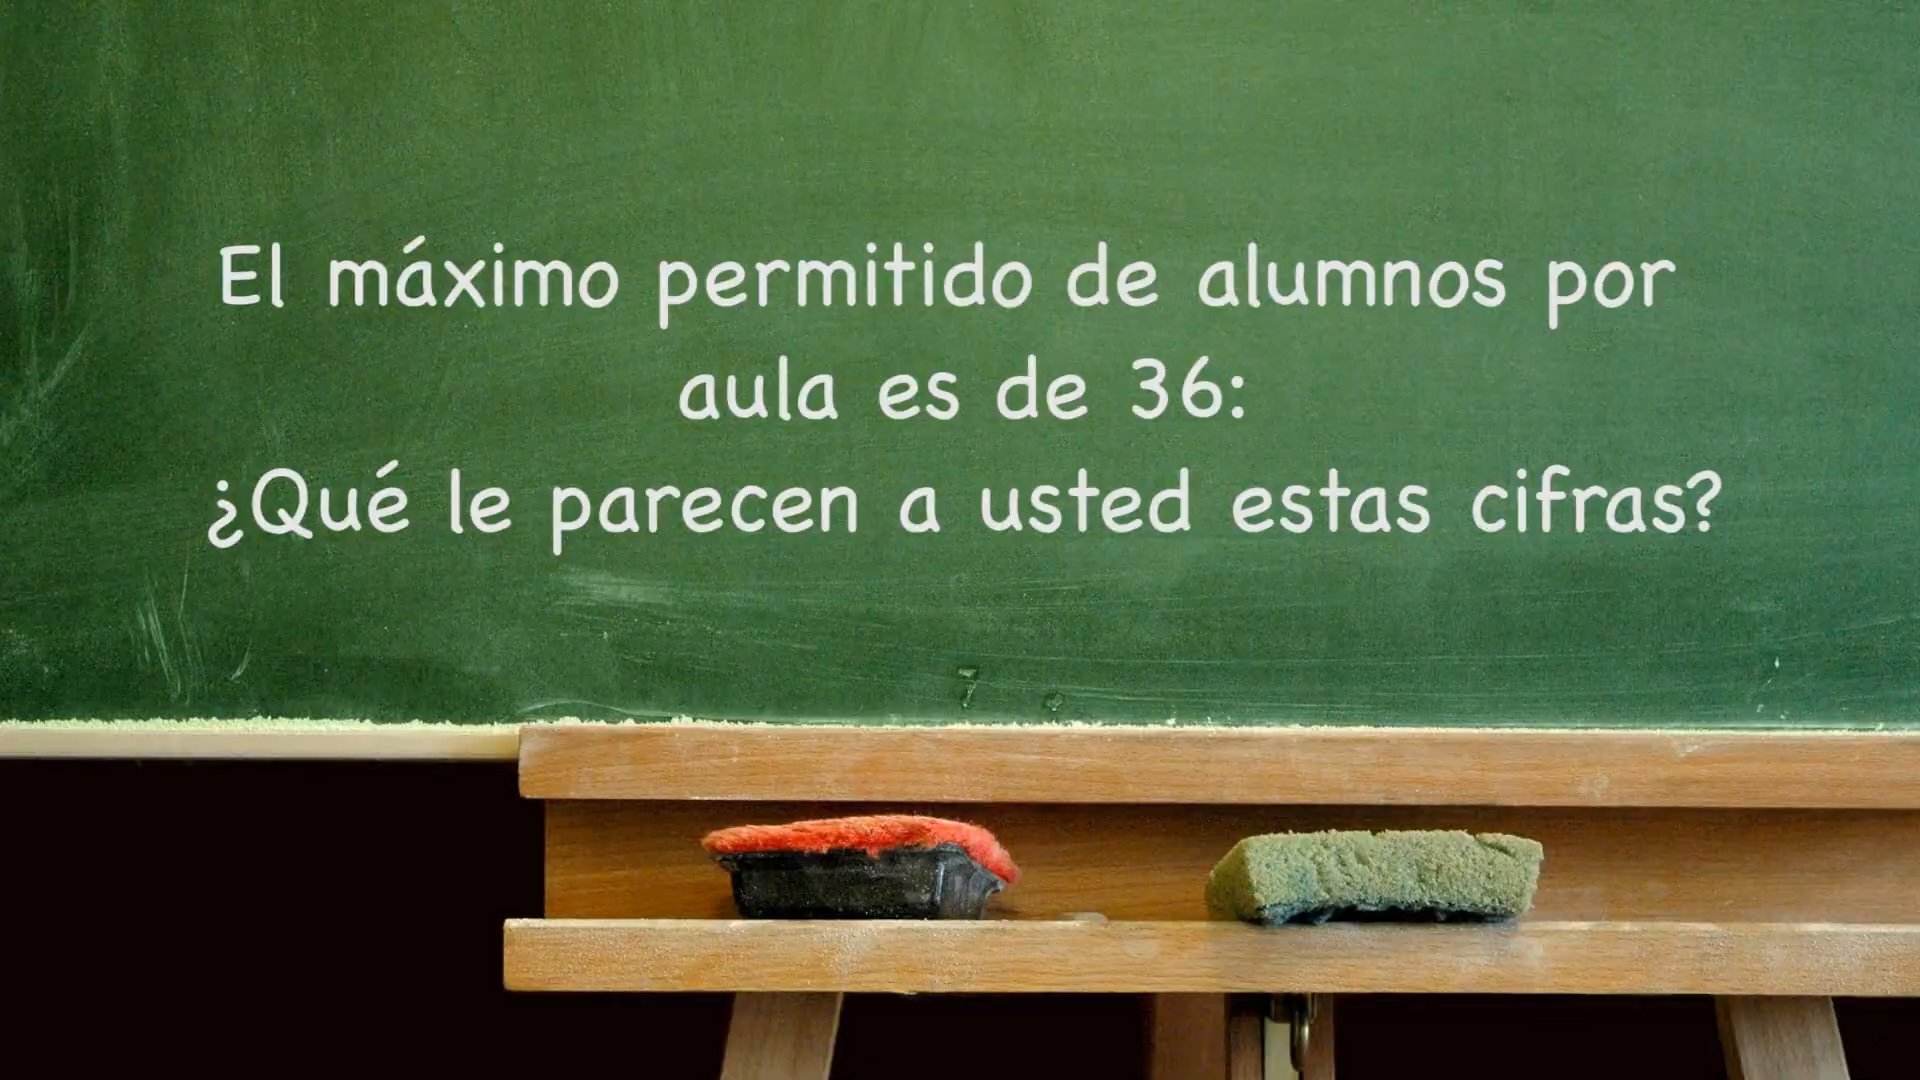 El máximo permitido de alumnos por
aula es de 36:
¿Qué le parecen a usted estas cifras?